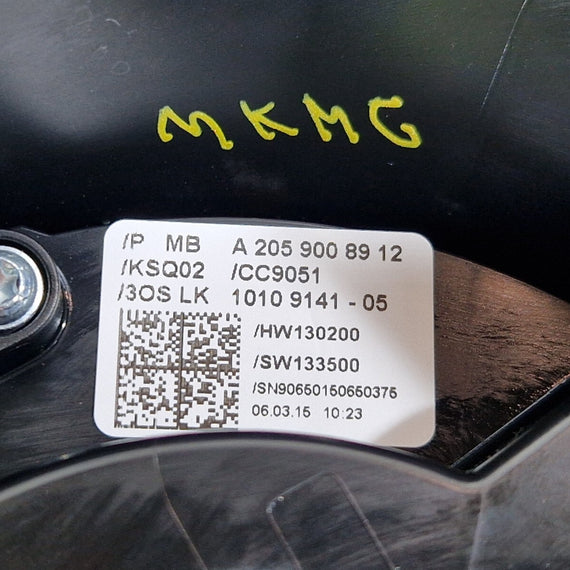 MKMG
/P MB A 205 900 89 12
/KSQ02 /CC9051
/3OS LK 1010 9141 - 05
/HW130200
/SW133500
/SN90650150650375
06.03.15 10:23